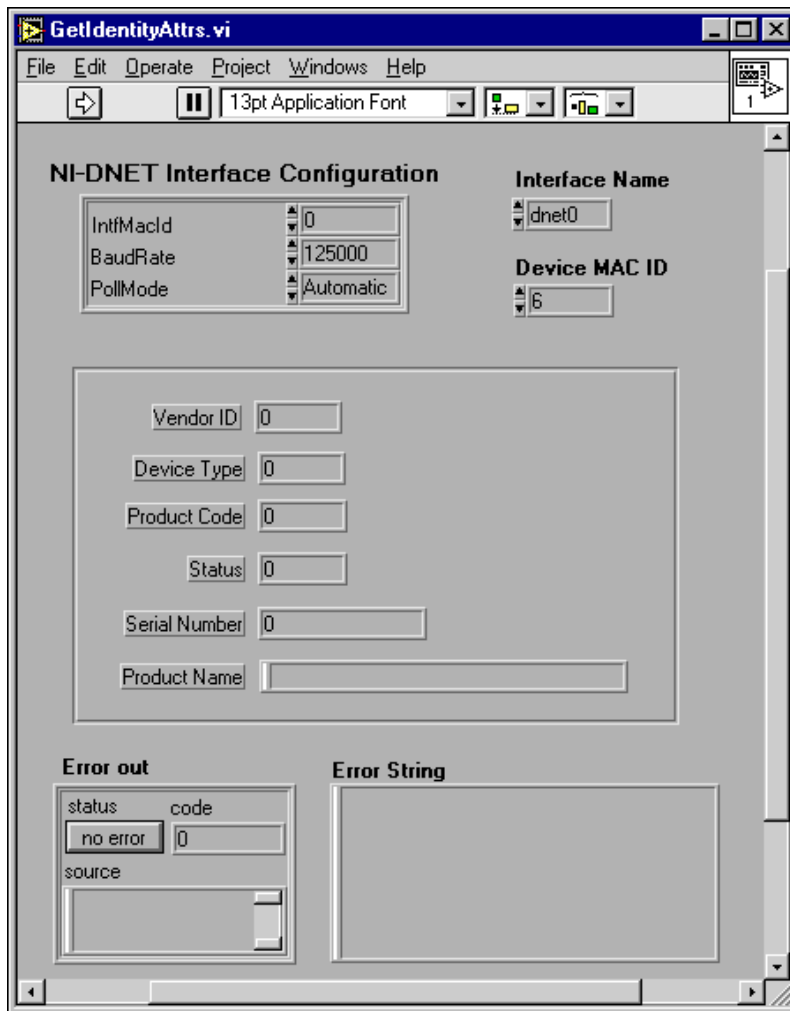 GetIdentityAttrs.vi
File Edit Operate Project Windows Help
13pt Application Font
1
NI-DNET Interface Configuration
IntfMacId 0
BaudRate 125000
PollMode Automatic
Interface Name
dnet0
Device MAC ID
6
Vendor ID 0
Device Type 0
Product Code 0
Status 0
Serial Number 0
Product Name
Error out
status code
no error 0
source
Error String